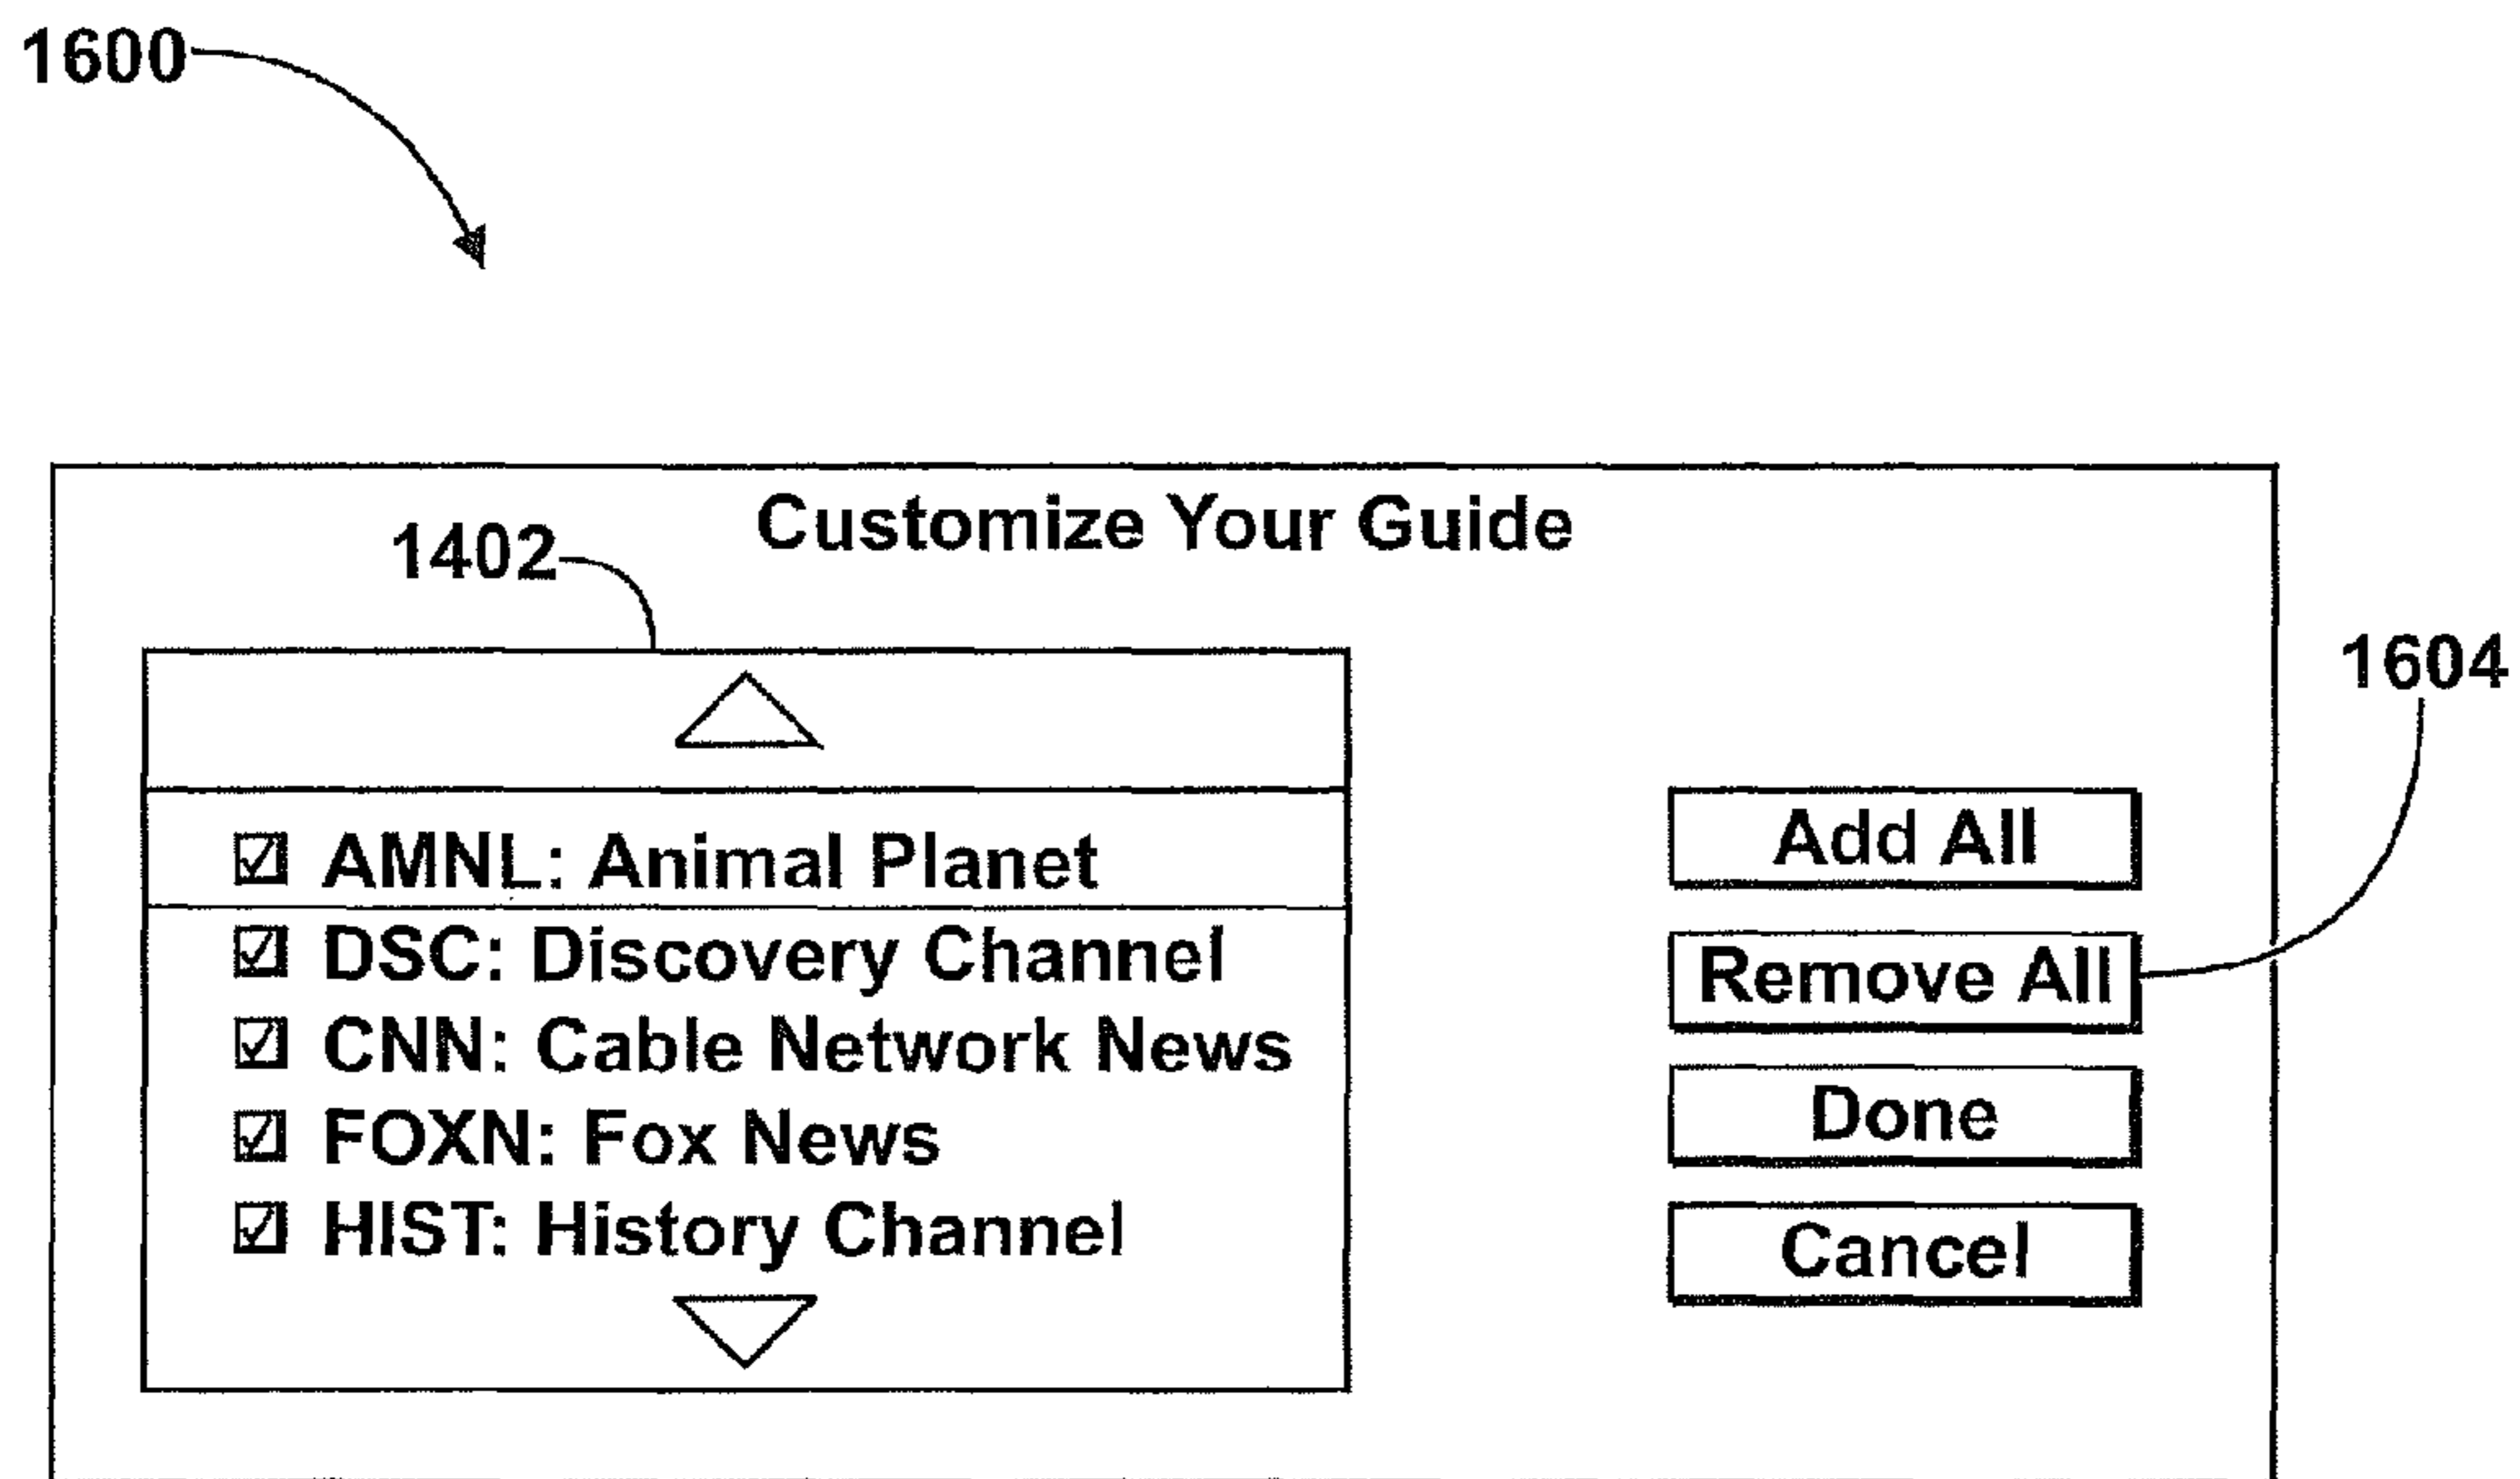 1600
Customize Your Guide
1402
1604
AMNL: Animal Planet
DSC: Discovery Channel
CNN: Cable Network News
FOXN: Fox News
HIST: History Channel
Add All
Remove All
Done
Cancel